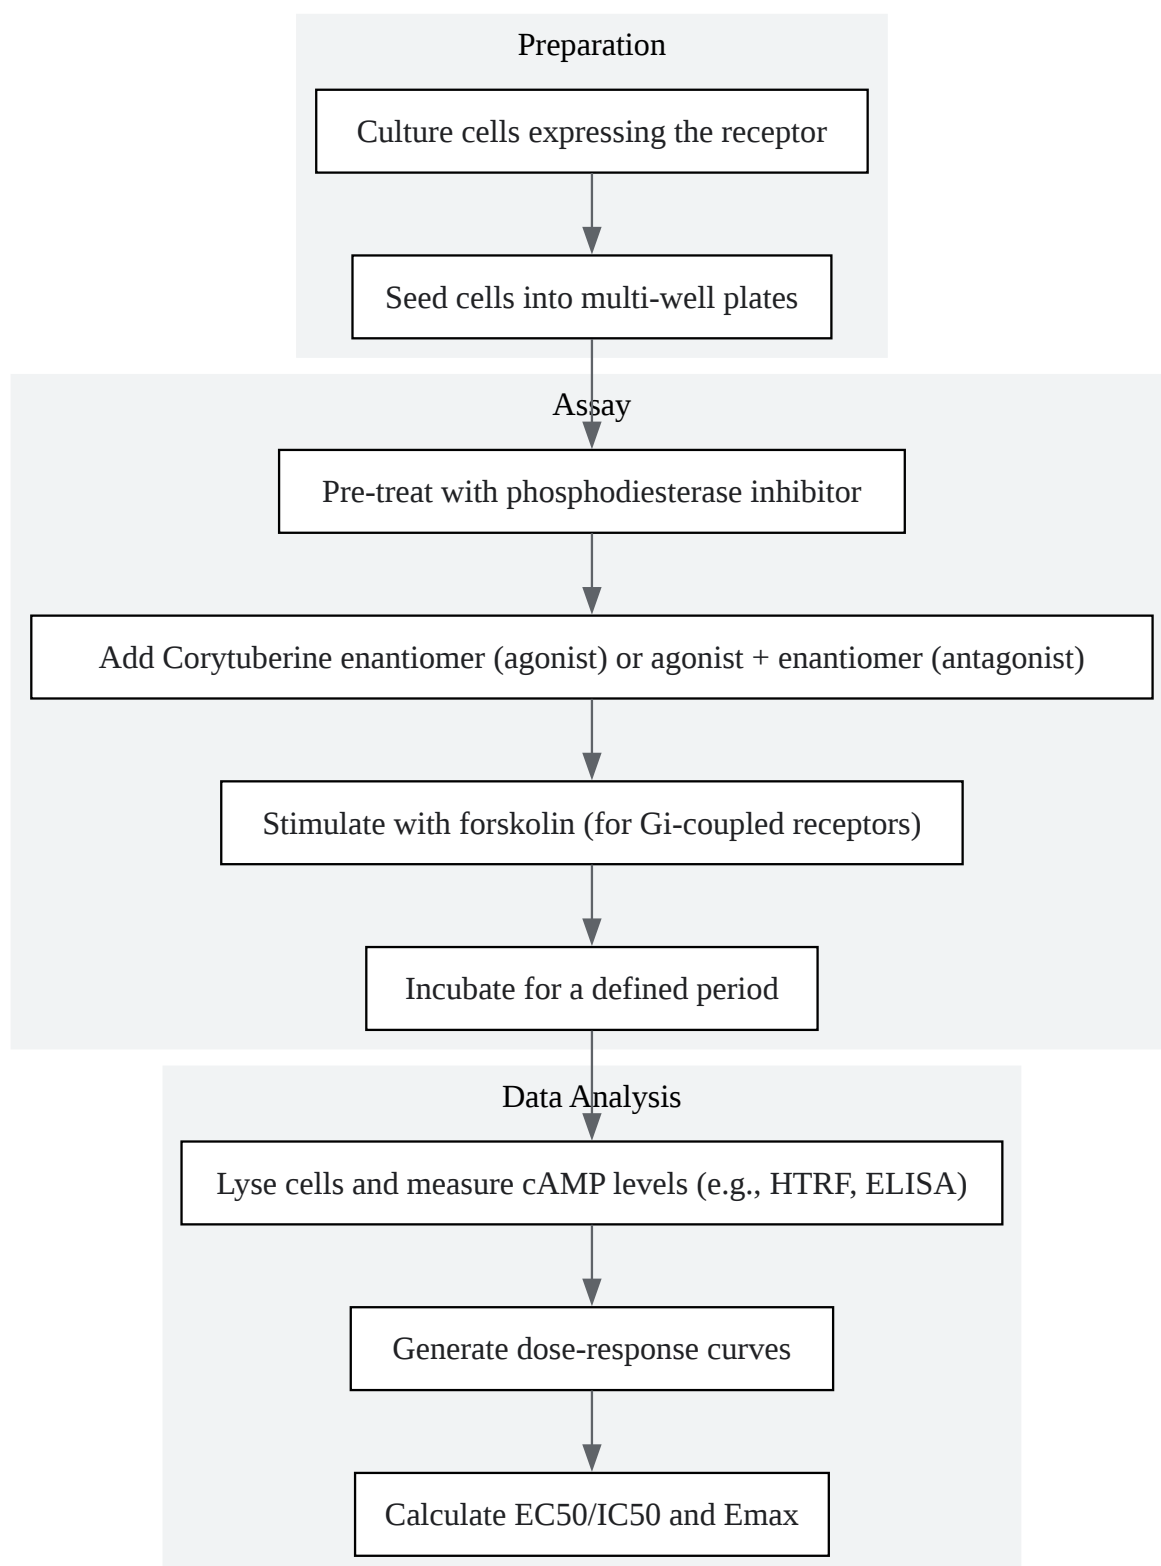 Preparation
Culture cells expressing the receptor
Seed cells into multi-well plates
Assay
Pre-treat with phosphodiesterase inhibitor
Add Corytuberine enantiomer (agonist) or agonist + enantiomer (antagonist)
Stimulate with forskolin (for Gi-coupled receptors)
Incubate for a defined period
Data Analysis
Lyse cells and measure cAMP levels (e.g., HTRF, ELISA)
Generate dose-response curves
Calculate EC50/IC50 and Emax